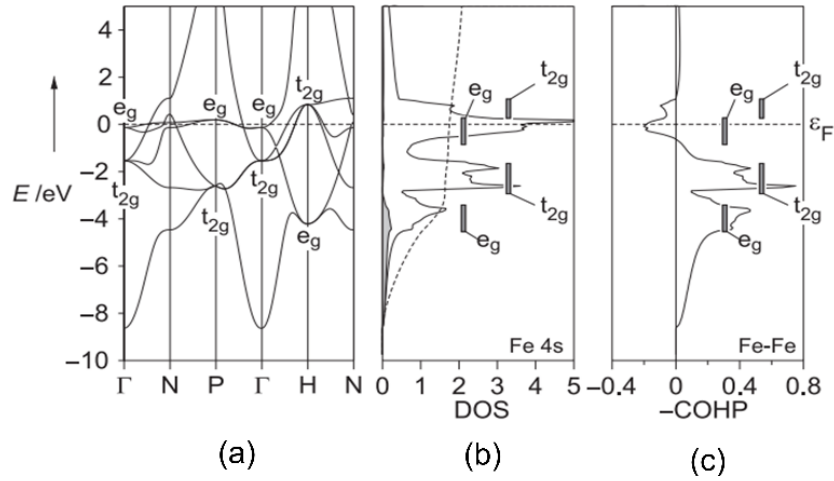 4
2
0
−2
−4
−6
−8
−10
E /eV
e_g
e_g
e_g
t_2g
t_2g
t_2g
t_2g
e_g
Γ N P Γ H N
t_2g
e_g
t_2g
e_g
Fe 4s
0 1 2 3 4 5
DOS
t_2g
e_g
ε_F
t_2g
e_g
Fe-Fe
−0.4 0 0.4 0.8
−COHP
(a) (b) (c)